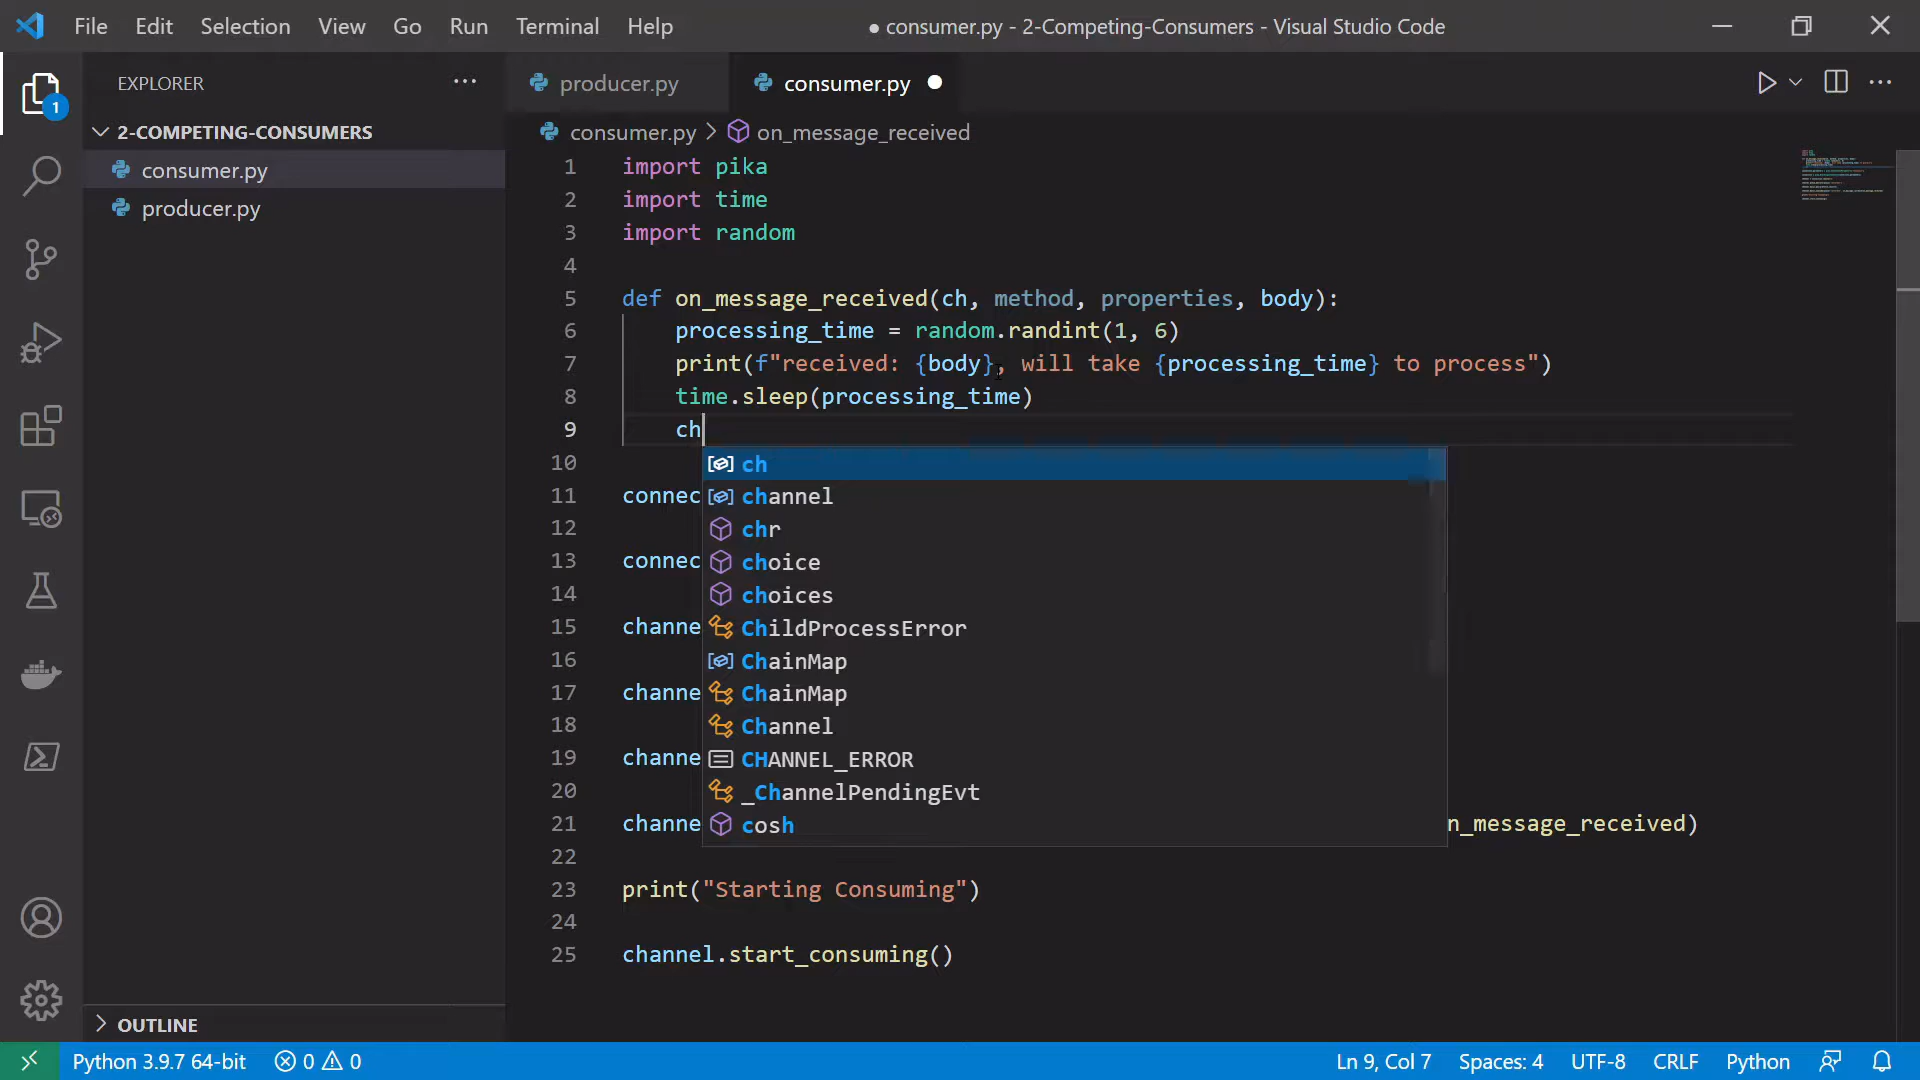 File Edit Selection View Go Run Terminal Help
● consumer.py - 2-Competing-Consumers - Visual Studio Code
EXPLORER
1
2-COMPETING-CONSUMERS
consumer.py
producer.py
OUTLINE
producer.py
consumer.py
consumer.py > on_message_received
1 import pika
2 import time
3 import random
4
5 def on_message_received(ch, method, properties, body):
6 processing_time = random.randint(1, 6)
7 print(f"received: {body}, will take {processing_time} to process")
8 time.sleep(processing_time)
9 ch
10
11 connec
12
13 connec
14
15 channe
16
17 channe
18
19 channe
20
21 channe n_message_received)
22
23 print("Starting Consuming")
24
25 channel.start_consuming()
ch
channel
chr
choice
choices
ChildProcessError
ChainMap
ChainMap
Channel
CHANNEL_ERROR
_ChannelPendingEvt
cosh
Python 3.9.7 64-bit 0 0 Ln 9, Col 7 Spaces: 4 UTF-8 CRLF Python